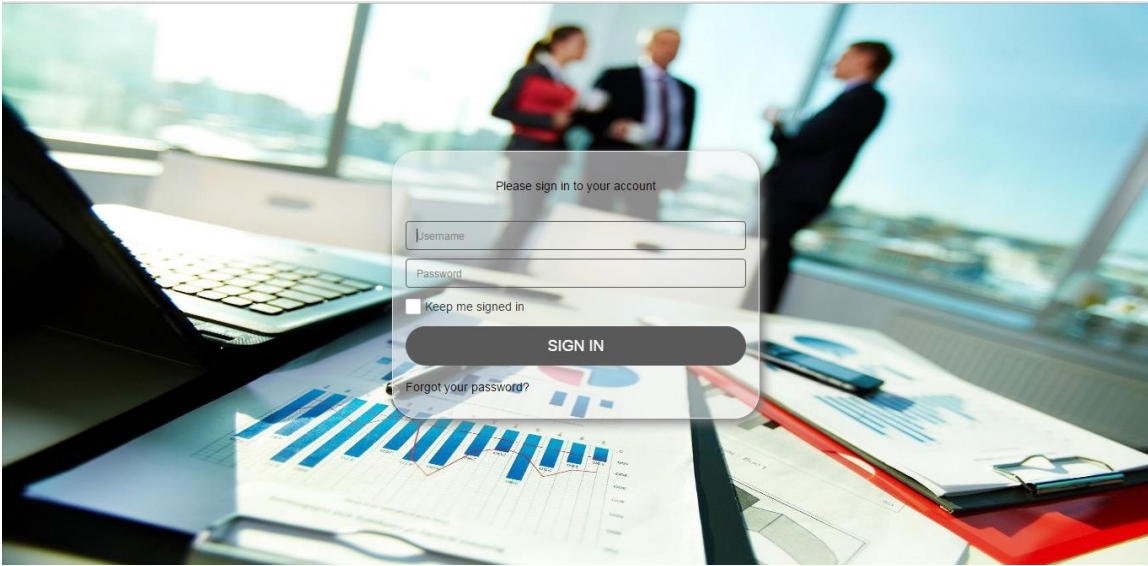 Please sign in to your account
Username
Password
Keep me signed in
SIGN IN
Forgot your password?